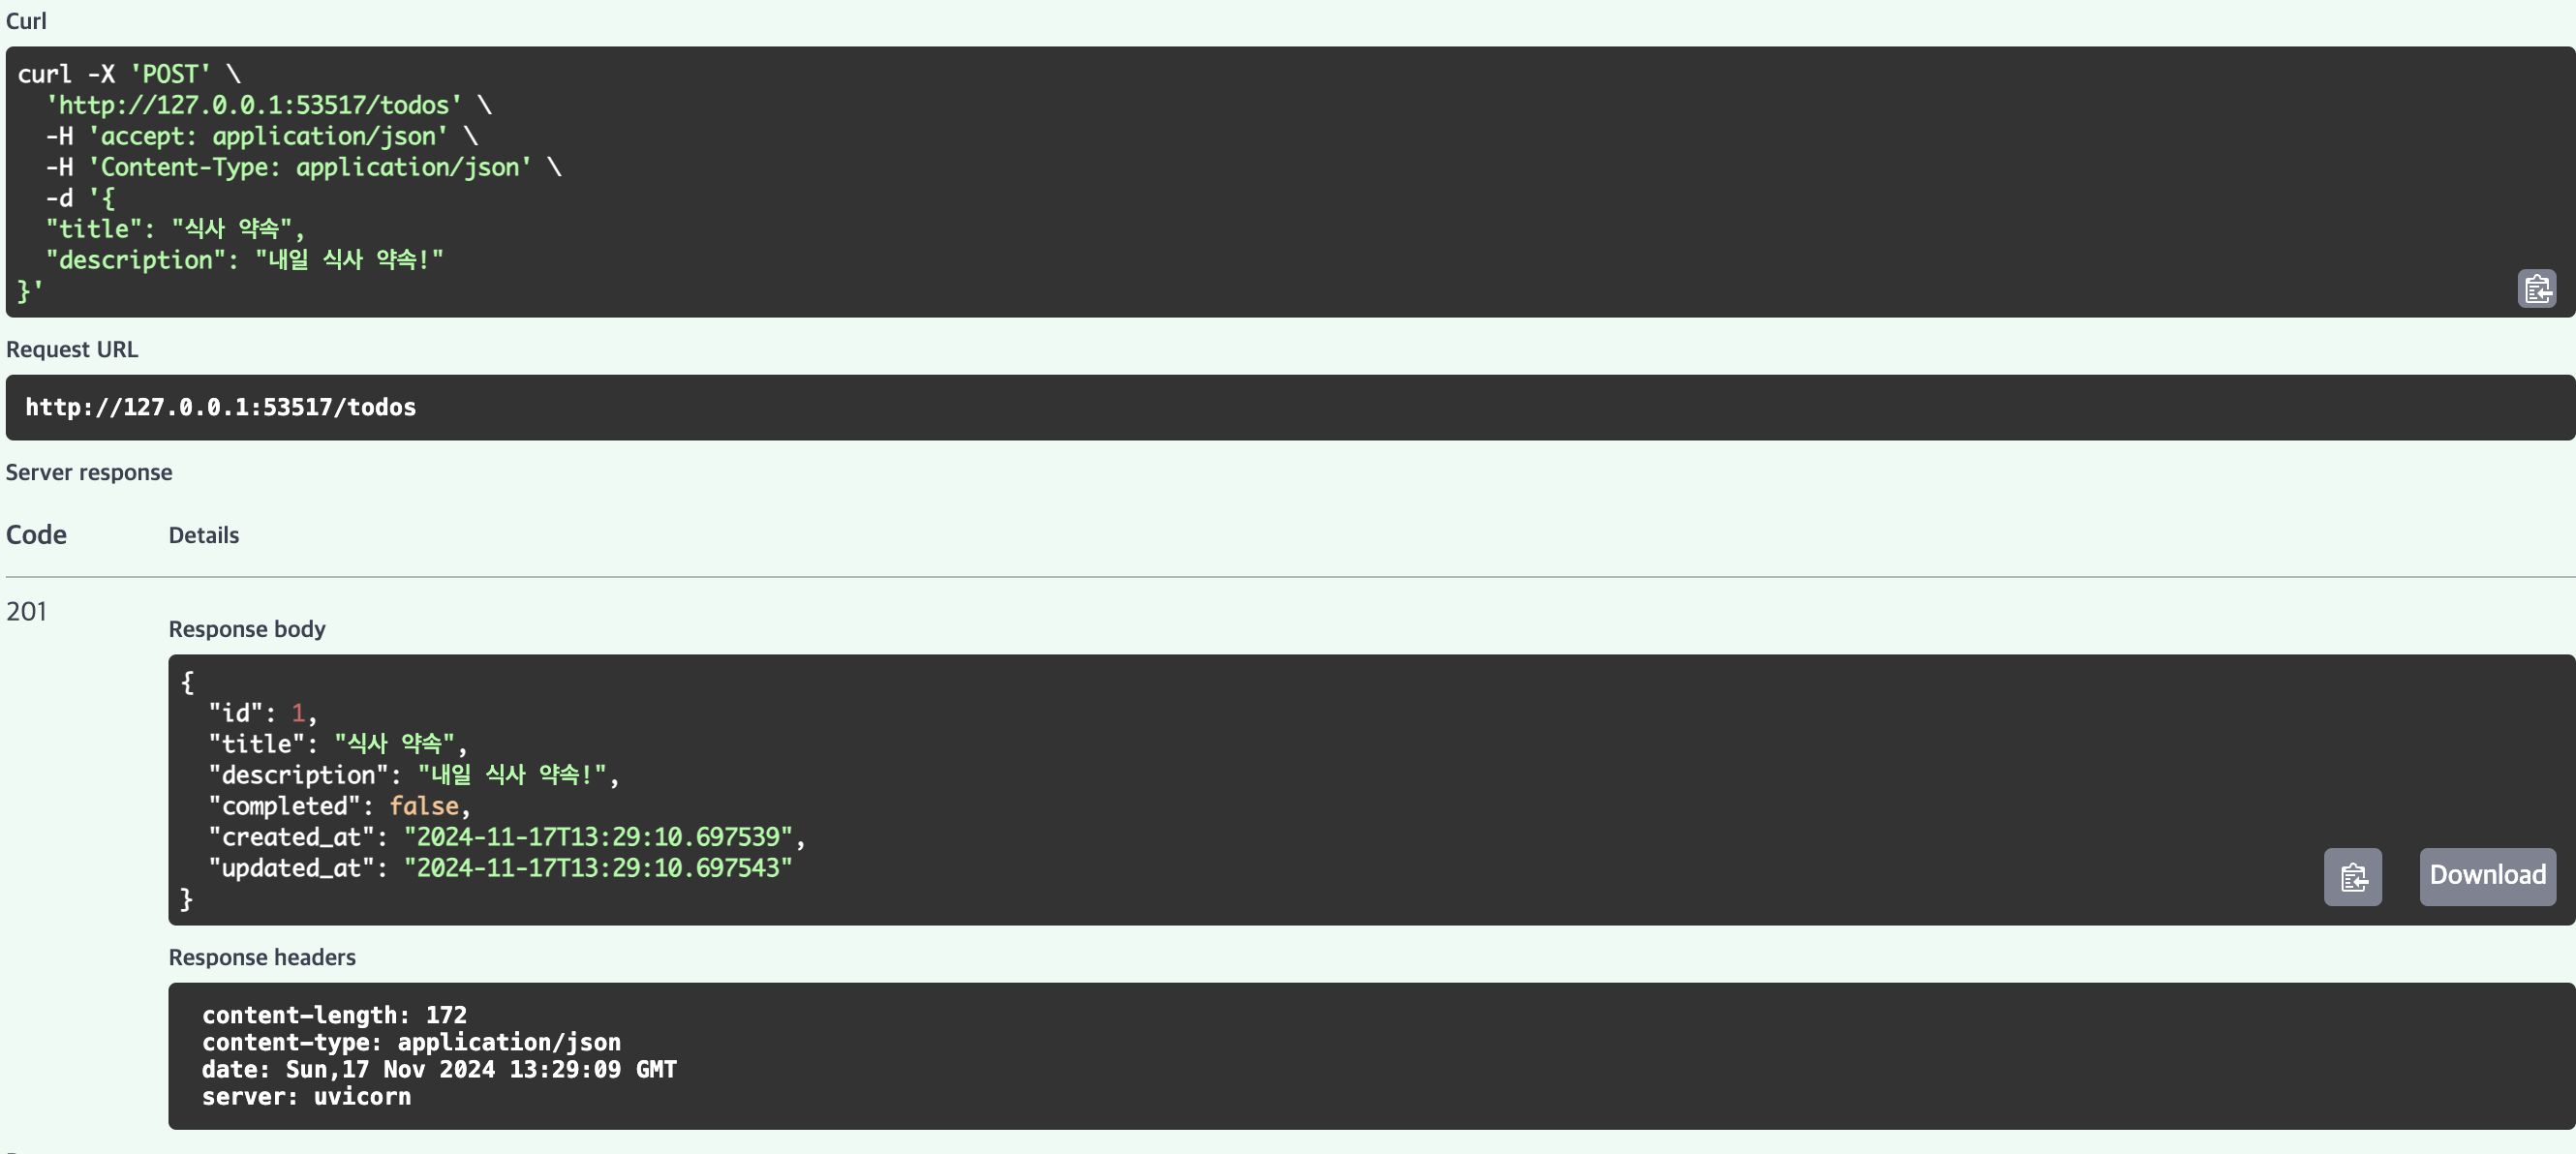 Curl
curl -X 'POST' \
  'http://127.0.0.1:53517/todos' \
  -H 'accept: application/json' \
  -H 'Content-Type: application/json' \
  -d '{
  "title": "식사 약속",
  "description": "내일 식사 약속!"
}'
Request URL
http://127.0.0.1:53517/todos
Server response
Code Details
201
Response body
{
  "id": 1,
  "title": "식사 약속",
  "description": "내일 식사 약속!",
  "completed": false,
  "created_at": "2024-11-17T13:29:10.697539",
  "updated_at": "2024-11-17T13:29:10.697543"
}
Download
Response headers
content-length: 172
content-type: application/json
date: Sun,17 Nov 2024 13:29:09 GMT
server: uvicorn